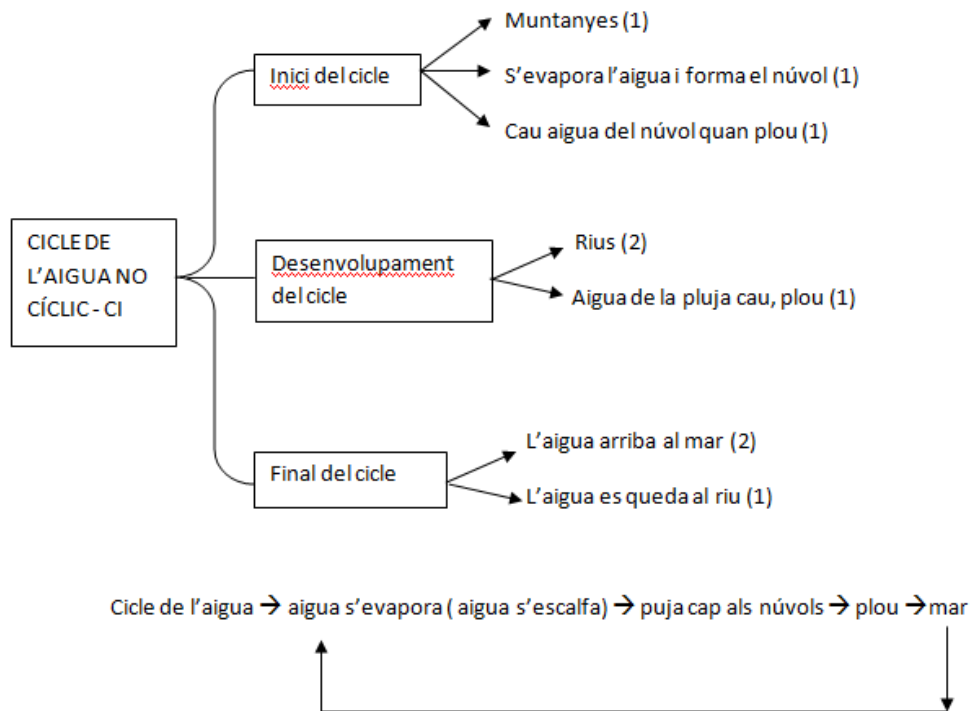 Muntanyes (1)
Inici del cicle
S’evapora l’aigua i forma el núvol (1)
Cau aigua del núvol quan plou (1)
CICLE DE
L’AIGUA NO
CÍCLIC - CI
Desenvolupament
del cicle
Rius (2)
Aigua de la pluja cau, plou (1)
L’aigua arriba al mar (2)
Final del cicle
L’aigua es queda al riu (1)
Cicle de l’aigua → aigua s’evapora ( aigua s’escalfa) → puja cap als núvols → plou → mar